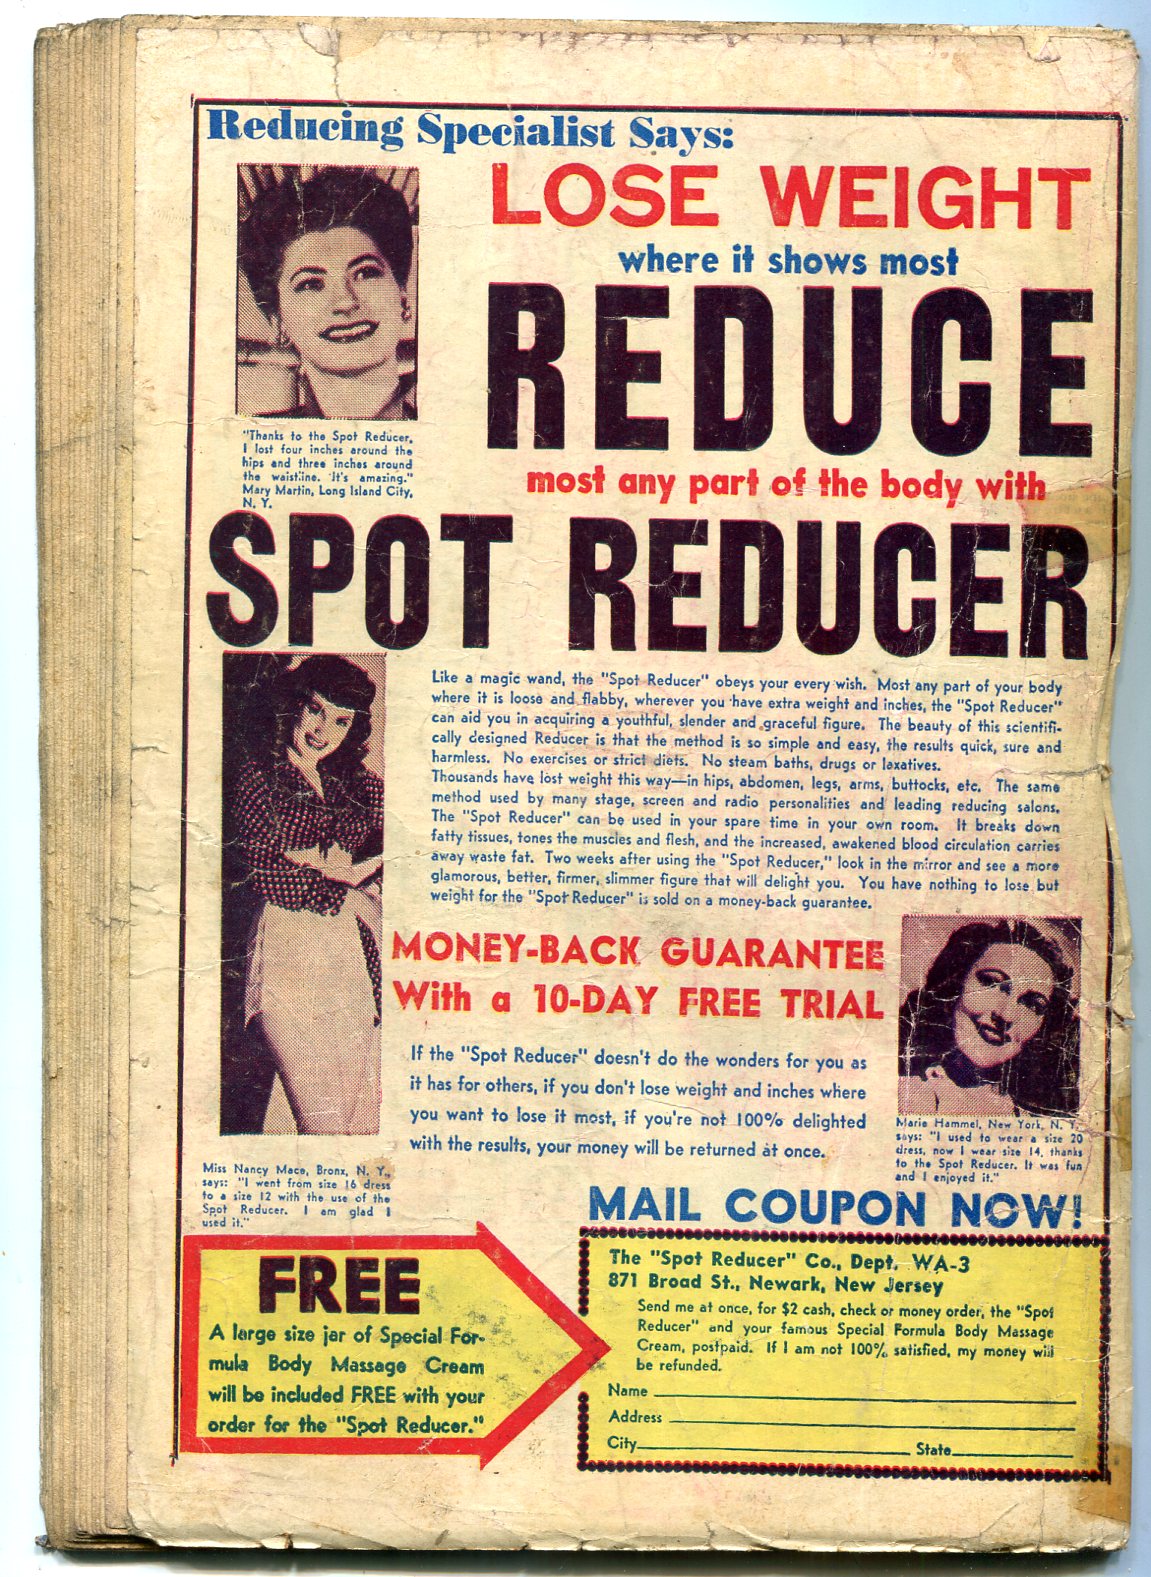 Reducing Specialist Says:
LOSE WEIGHT
where it shows most
REDUCE
most any part of the body with
SPOT REDUCER
"Thanks to the Spot Reducer,
I lost four inches around the
hips and three inches around
the waistline. It's amazing."
Mary Martin, Long Island City,
N. Y.
Like a magic wand, the "Spot Reducer" obeys your every wish. Most any part of your body
where it is loose and flabby, wherever you have extra weight and inches, the "Spot Reducer"
can aid you in acquiring a youthful, slender and graceful figure. The beauty of this scientifi-
cally designed Reducer is that the method is so simple and easy, the results quick, sure and
harmless. No exercises or strict diets. No steam baths, drugs or laxatives.
Thousands have lost weight this way—in hips, abdomen, legs, arms, buttocks, etc. The same
method used by many stage, screen and radio personalities and leading reducing salons.
The "Spot Reducer" can be used in your spare time in your own room. It breaks down
fatty tissues, tones the muscles and flesh, and the increased, awakened blood circulation carries
away waste fat. Two weeks after using the "Spot Reducer," look in the mirror and see a more
glamorous, better, firmer, slimmer figure that will delight you. You have nothing to lose but
weight for the "Spot Reducer" is sold on a money-back guarantee.
MONEY-BACK GUARANTEE
With a 10-DAY FREE TRIAL
If the "Spot Reducer" doesn't do the wonders for you as
it has for others, if you don't lose weight and inches where
you want to lose it most, if you're not 100% delighted
with the results, your money will be returned at once.
Marie Hammel, New York, N. Y.,
says: "I used to wear a size 20
dress, now I wear size 14, thanks
to the Spot Reducer. It was fun
and I enjoyed it."
Miss Nancy Mace, Bronx, N. Y.,
says: "I went from size 16 dress
to a size 12 with the use of the
Spot Reducer. I am glad I
used it."
MAIL COUPON NOW!
FREE
A large size jar of Special For-
mula Body Massage Cream
will be included FREE with your
order for the "Spot Reducer."
The "Spot Reducer" Co., Dept. WA-3
871 Broad St., Newark, New Jersey
Send me at once, for $2 cash, check or money order, the "Spot
Reducer" and your famous Special Formula Body Massage
Cream, postpaid. If I am not 100% satisfied, my money will
be refunded.
Name
Address
City State